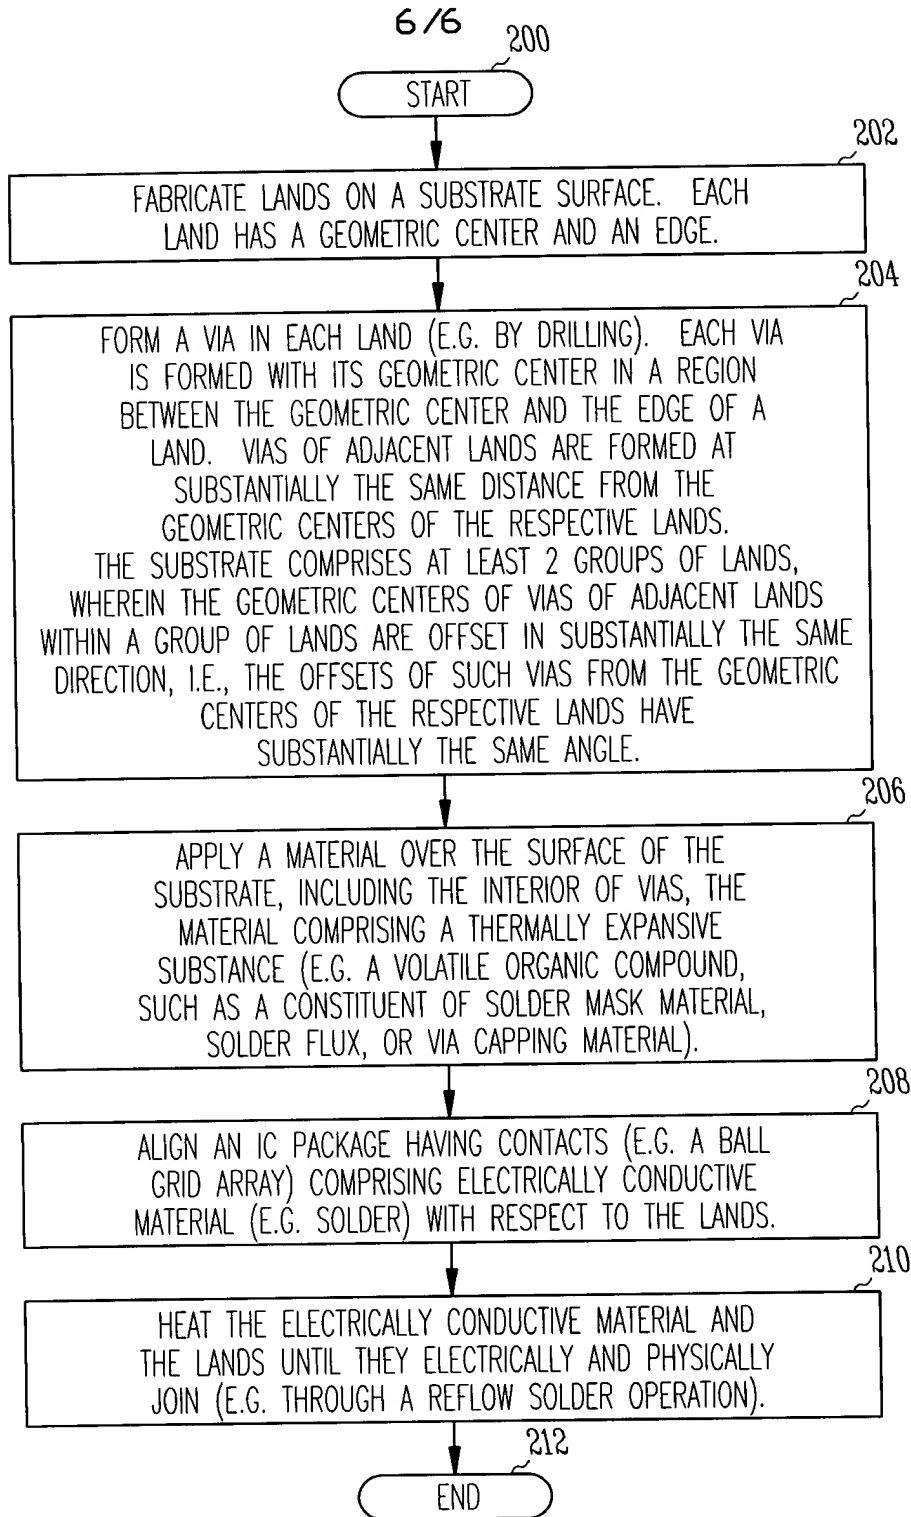 6/6
200
START
202
FABRICATE LANDS ON A SUBSTRATE SURFACE. EACH
LAND HAS A GEOMETRIC CENTER AND AN EDGE.
204
FORM A VIA IN EACH LAND (E.G. BY DRILLING). EACH VIA
IS FORMED WITH ITS GEOMETRIC CENTER IN A REGION
BETWEEN THE GEOMETRIC CENTER AND THE EDGE OF A
LAND. VIAS OF ADJACENT LANDS ARE FORMED AT
SUBSTANTIALLY THE SAME DISTANCE FROM THE
GEOMETRIC CENTERS OF THE RESPECTIVE LANDS.
THE SUBSTRATE COMPRISES AT LEAST 2 GROUPS OF LANDS,
WHEREIN THE GEOMETRIC CENTERS OF VIAS OF ADJACENT LANDS
WITHIN A GROUP OF LANDS ARE OFFSET IN SUBSTANTIALLY THE SAME
DIRECTION, I.E., THE OFFSETS OF SUCH VIAS FROM THE GEOMETRIC
CENTERS OF THE RESPECTIVE LANDS HAVE
SUBSTANTIALLY THE SAME ANGLE.
206
APPLY A MATERIAL OVER THE SURFACE OF THE
SUBSTRATE, INCLUDING THE INTERIOR OF VIAS, THE
MATERIAL COMPRISING A THERMALLY EXPANSIVE
SUBSTANCE (E.G. A VOLATILE ORGANIC COMPOUND,
SUCH AS A CONSTITUENT OF SOLDER MASK MATERIAL,
SOLDER FLUX, OR VIA CAPPING MATERIAL).
208
ALIGN AN IC PACKAGE HAVING CONTACTS (E.G. A BALL
GRID ARRAY) COMPRISING ELECTRICALLY CONDUCTIVE
MATERIAL (E.G. SOLDER) WITH RESPECT TO THE LANDS.
210
HEAT THE ELECTRICALLY CONDUCTIVE MATERIAL AND
THE LANDS UNTIL THEY ELECTRICALLY AND PHYSICALLY
JOIN (E.G. THROUGH A REFLOW SOLDER OPERATION).
212
END